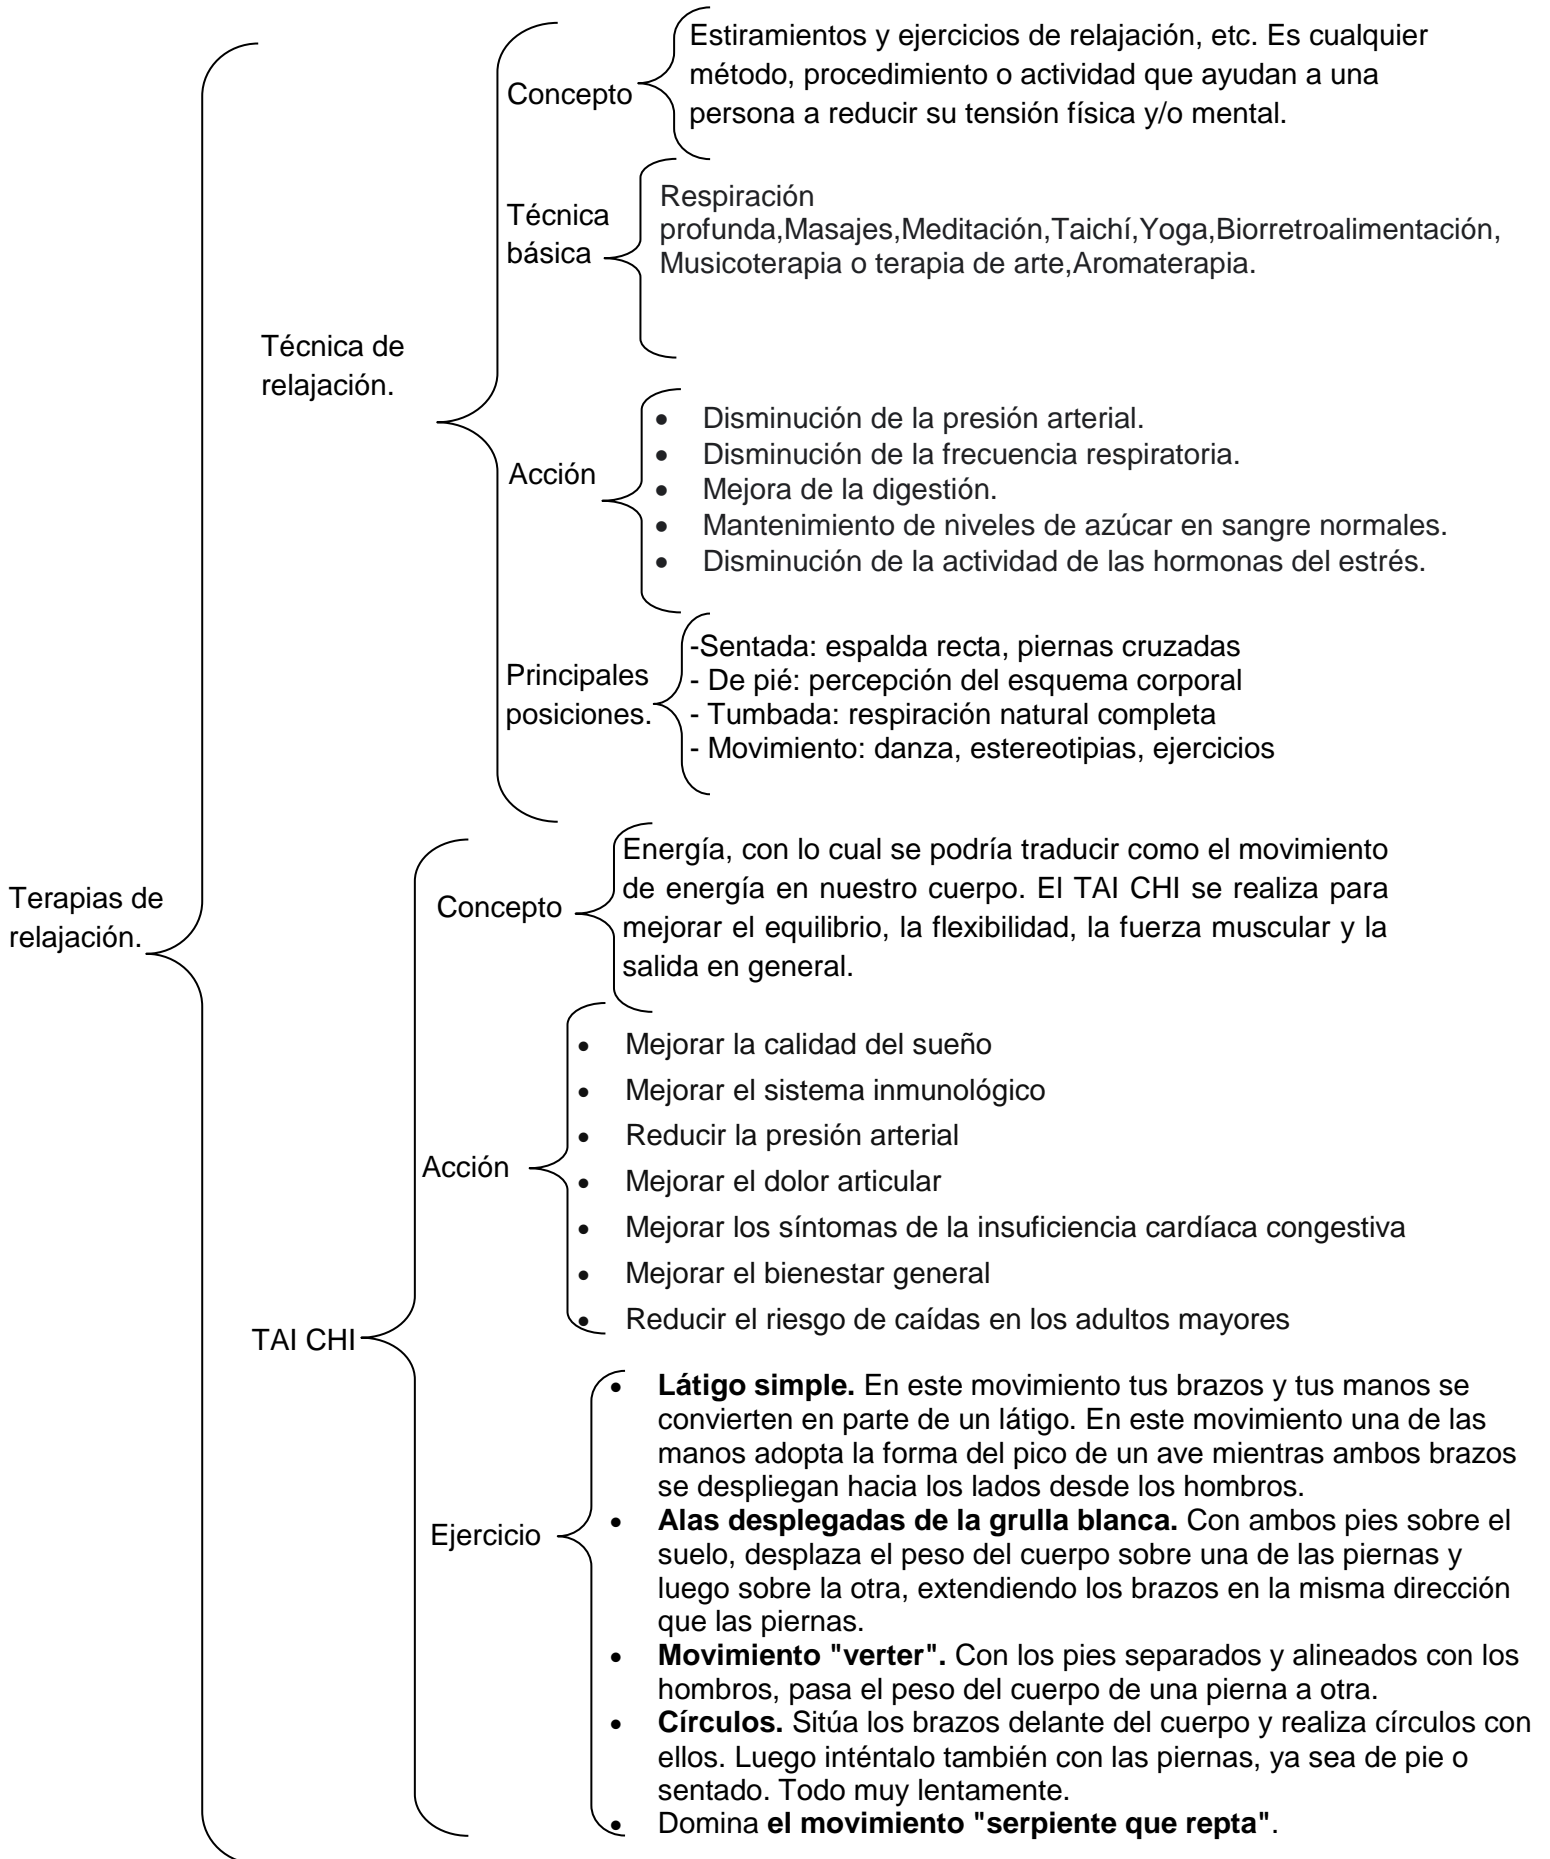 Estiramientos y ejercicios de relajación, etc. Es cualquier
método, procedimiento o actividad que ayudan a una
persona a reducir su tensión física y/o mental.
Concepto
Técnica
básica
Respiración
profunda,Masajes,Meditación,Taichí,Yoga,Biorretroalimentación,
Musicoterapia o terapia de arte,Aromaterapia.
Técnica de
relajación.
Acción
• Disminución de la presión arterial.
• Disminución de la frecuencia respiratoria.
• Mejora de la digestión.
• Mantenimiento de niveles de azúcar en sangre normales.
• Disminución de la actividad de las hormonas del estrés.
Principales
posiciones.
-Sentada: espalda recta, piernas cruzadas
- De pié: percepción del esquema corporal
- Tumbada: respiración natural completa
- Movimiento: danza, estereotipias, ejercicios
Terapias de
relajación.
Concepto
Energía, con lo cual se podría traducir como el movimiento
de energía en nuestro cuerpo. El TAI CHI se realiza para
mejorar el equilibrio, la flexibilidad, la fuerza muscular y la
salida en general.
Acción
• Mejorar la calidad del sueño
• Mejorar el sistema inmunológico
• Reducir la presión arterial
• Mejorar el dolor articular
• Mejorar los síntomas de la insuficiencia cardíaca congestiva
• Mejorar el bienestar general
• Reducir el riesgo de caídas en los adultos mayores
TAI CHI
Ejercicio
• Látigo simple. En este movimiento tus brazos y tus manos se
convierten en parte de un látigo. En este movimiento una de las
manos adopta la forma del pico de un ave mientras ambos brazos
se despliegan hacia los lados desde los hombros.
• Alas desplegadas de la grulla blanca. Con ambos pies sobre el
suelo, desplaza el peso del cuerpo sobre una de las piernas y
luego sobre la otra, extendiendo los brazos en la misma dirección
que las piernas.
• Movimiento "verter". Con los pies separados y alineados con los
hombros, pasa el peso del cuerpo de una pierna a otra.
• Círculos. Sitúa los brazos delante del cuerpo y realiza círculos con
ellos. Luego inténtalo también con las piernas, ya sea de pie o
sentado. Todo muy lentamente.
• Domina el movimiento "serpiente que repta".